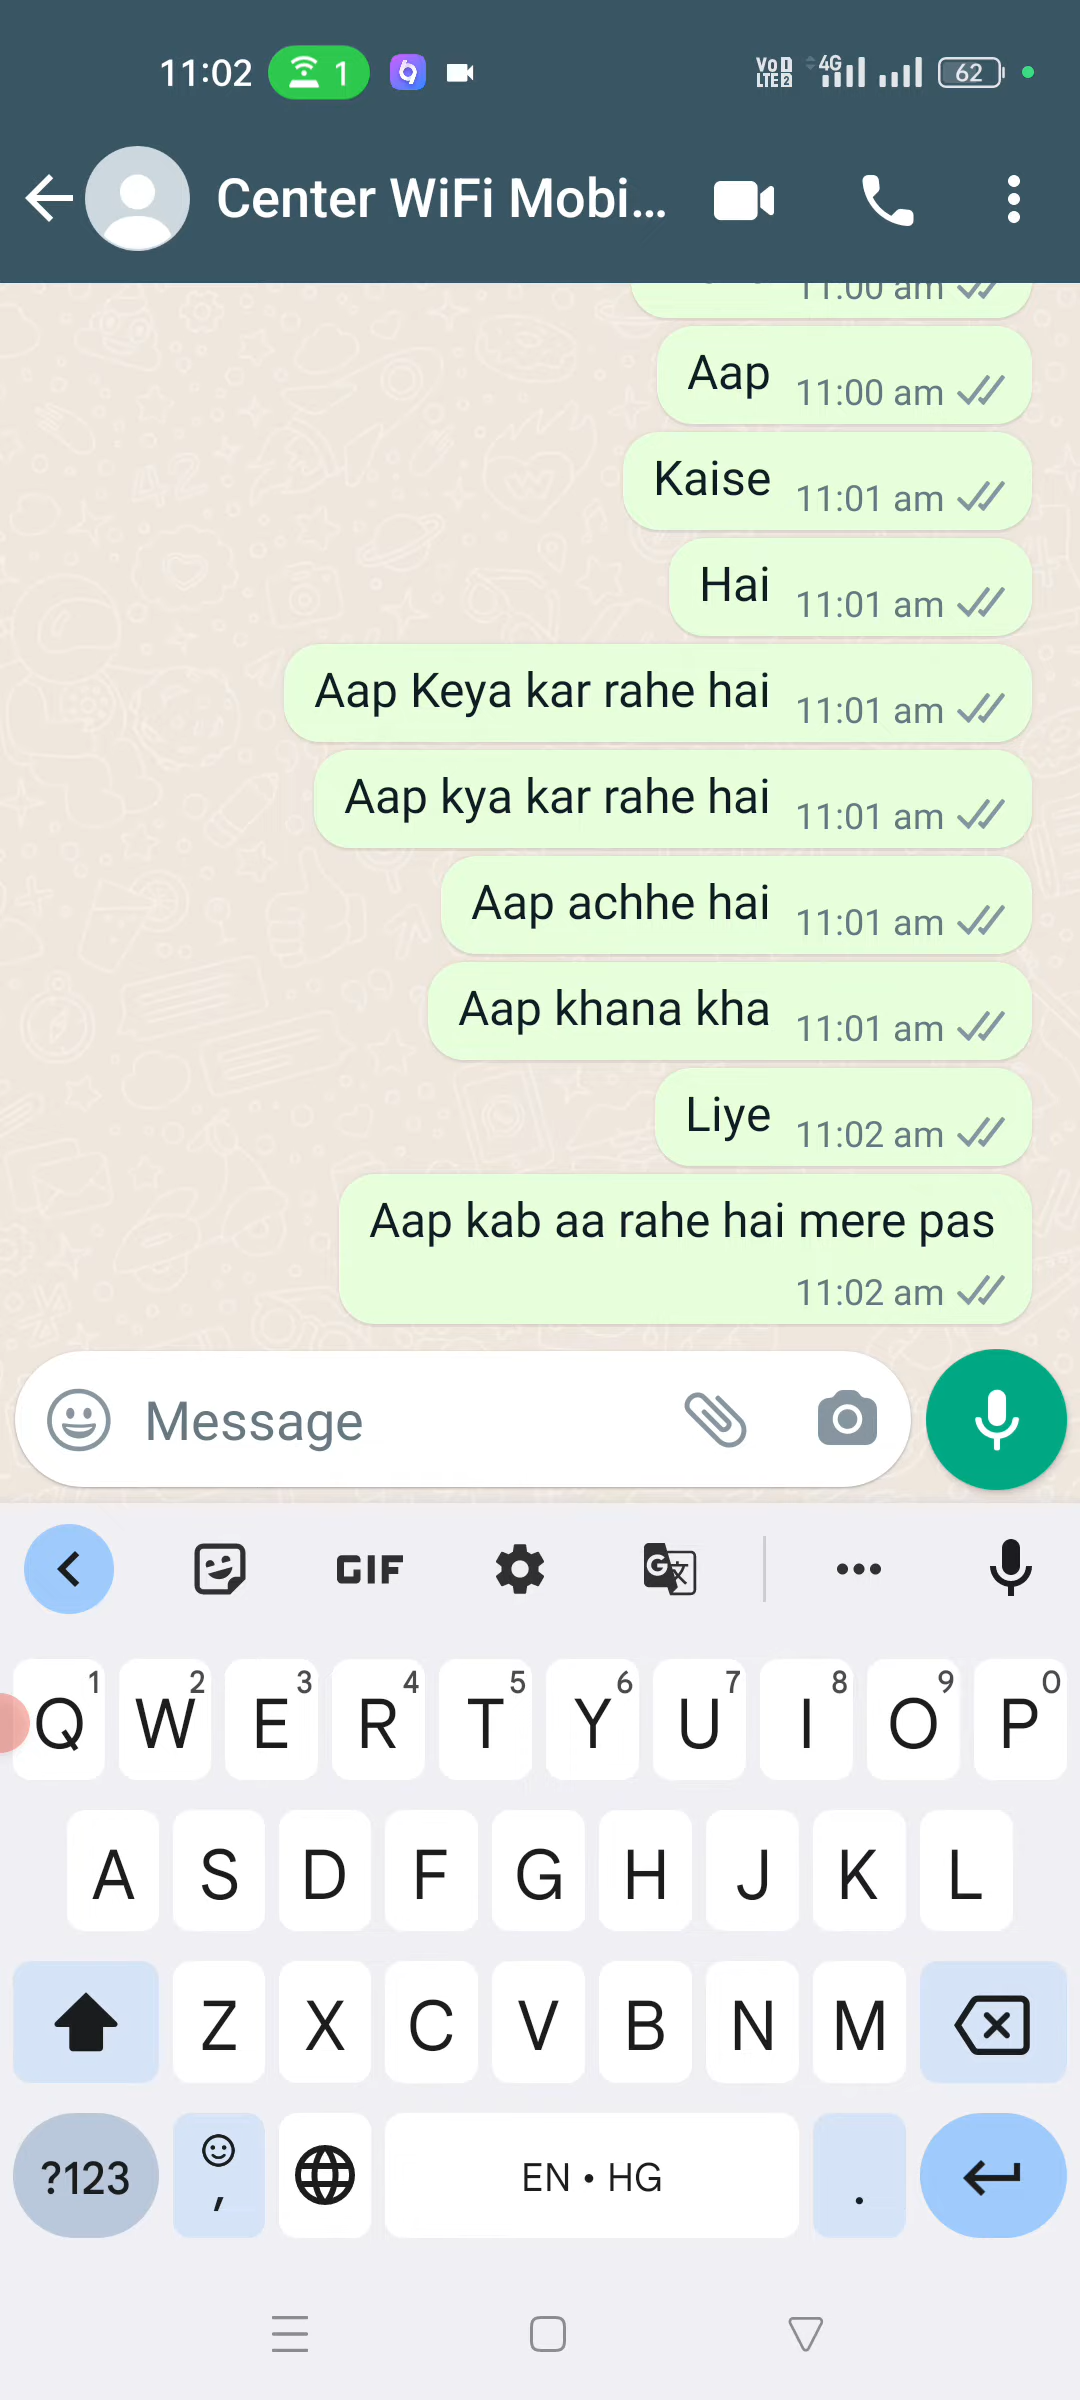 11:02 1 VoD LTE2 4G 62
Center WiFi Mobi...
11:00 am
Aap 11:00 am
Kaise 11:01 am
Hai 11:01 am
Aap Keya kar rahe hai 11:01 am
Aap kya kar rahe hai 11:01 am
Aap achhe hai 11:01 am
Aap khana kha 11:01 am
Liye 11:02 am
Aap kab aa rahe hai mere pas
11:02 am
Message
GIF G
1 2 3 4 5 6 7 8 9 0
Q W E R T Y U I O P
A S D F G H J K L
Z X C V B N M
?123 , EN • HG .